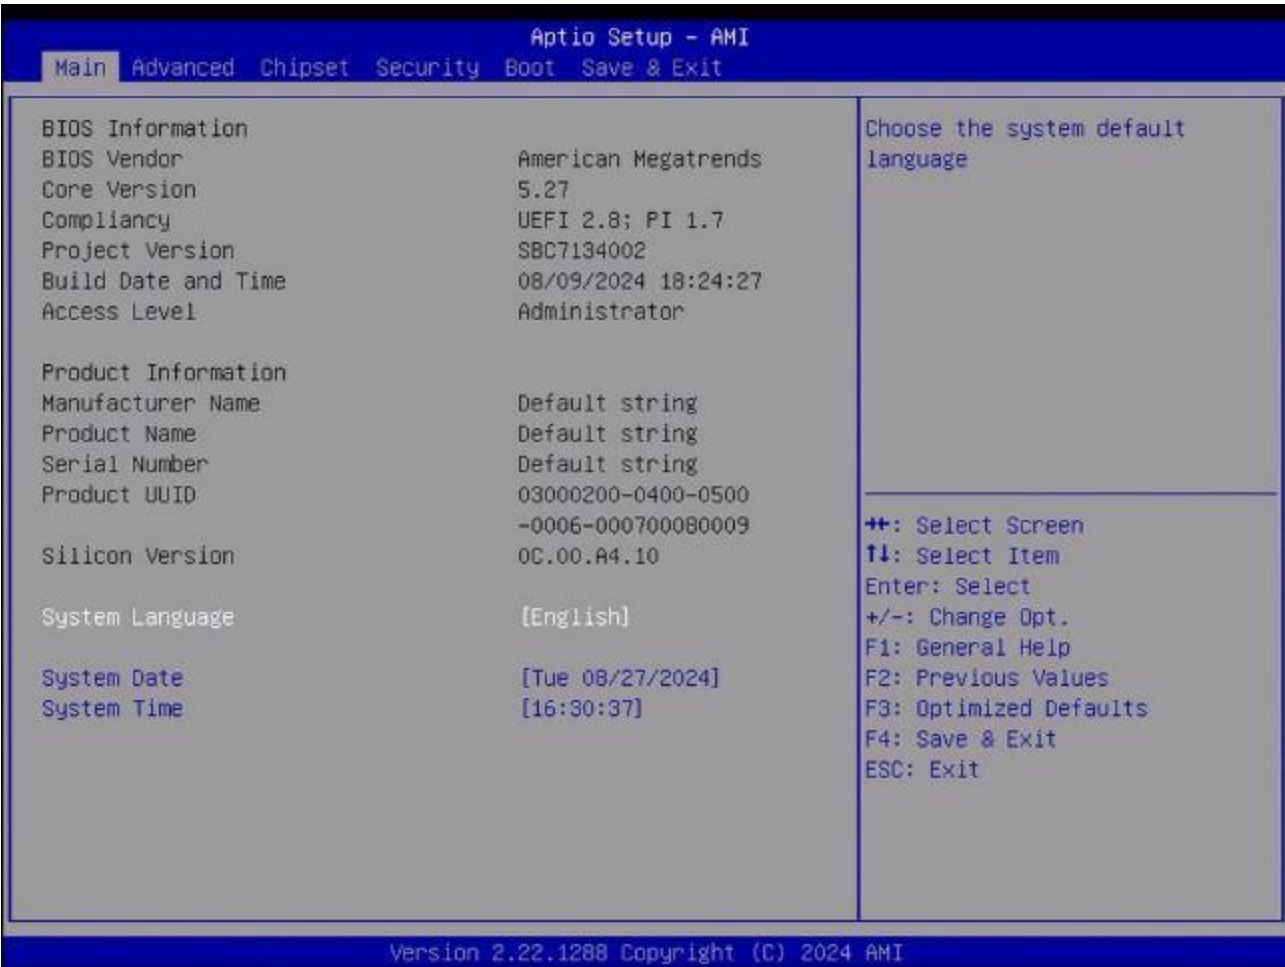 Aptio Setup – AMI
Main Advanced Chipset Security Boot Save & Exit
BIOS Information
BIOS Vendor American Megatrends
Core Version 5.27
Compliancy UEFI 2.8; PI 1.7
Project Version SBC7134002
Build Date and Time 08/09/2024 18:24:27
Access Level Administrator
Product Information
Manufacturer Name Default string
Product Name Default string
Serial Number Default string
Product UUID 03000200-0400-0500
-0006-000700080009
Silicon Version 0C.00.A4.10
System Language [English]
System Date [Tue 08/27/2024]
System Time [16:30:37]
Choose the system default
language
→←: Select Screen
↑↓: Select Item
Enter: Select
+/-: Change Opt.
F1: General Help
F2: Previous Values
F3: Optimized Defaults
F4: Save & Exit
ESC: Exit
Version 2.22.1288 Copyright (C) 2024 AMI